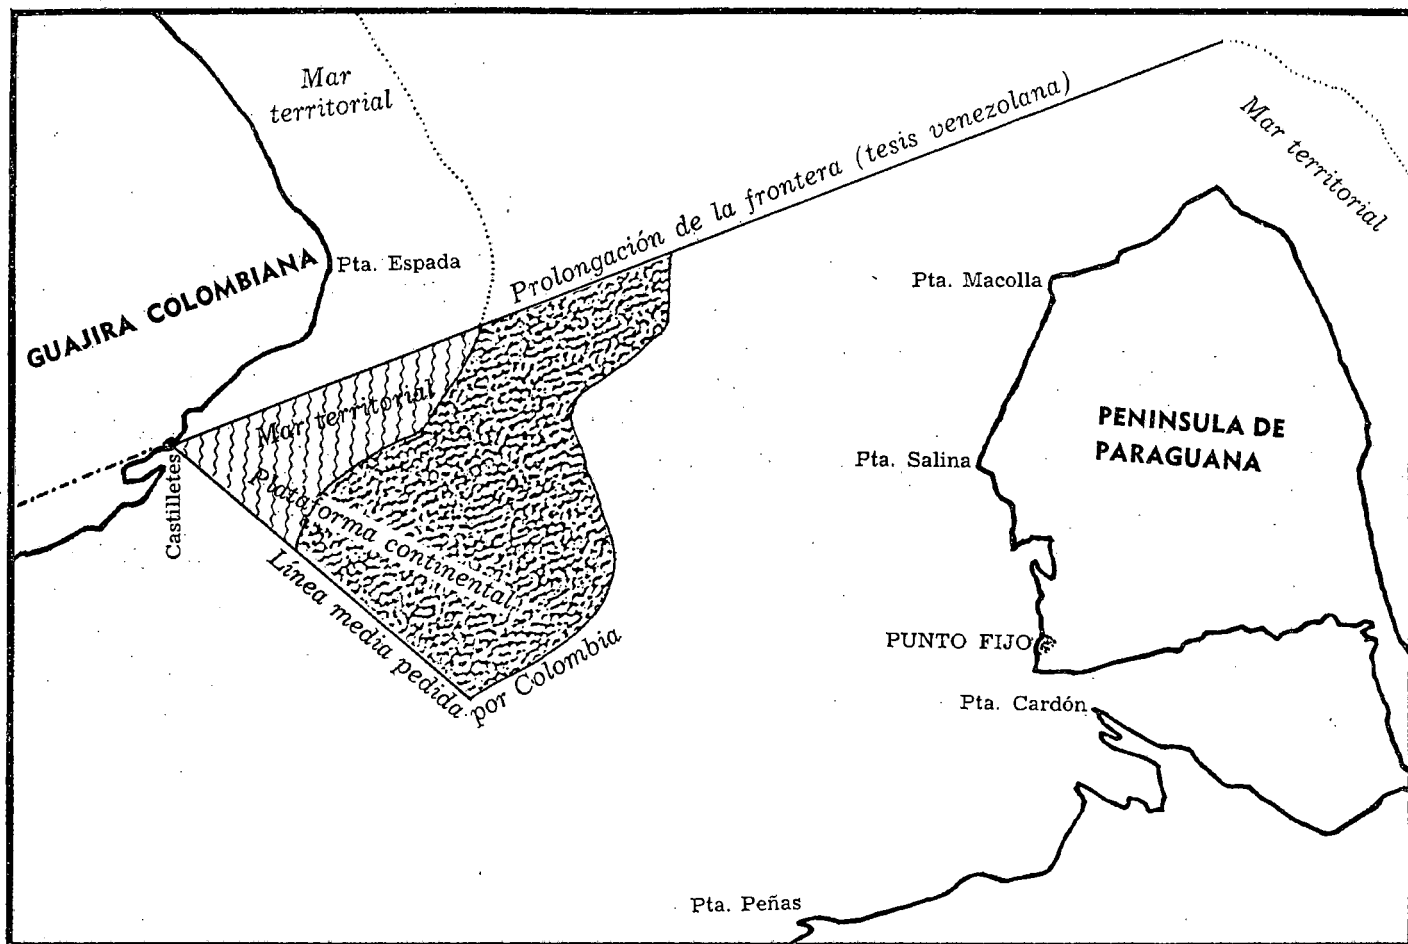 Mar
territorial
Prolongación de la frontera (tesis venezolana)
Mar territorial
GUAJIRA COLOMBIANA
Pta. Espada
Pta. Macolla
Mar territorial
PENINSULA DE
PARAGUANA
Pta. Salina
Castilletes
Plataforma continental
Línea media pedida por Colombia
PUNTO FIJO
Pta. Cardón
Pta. Peñas